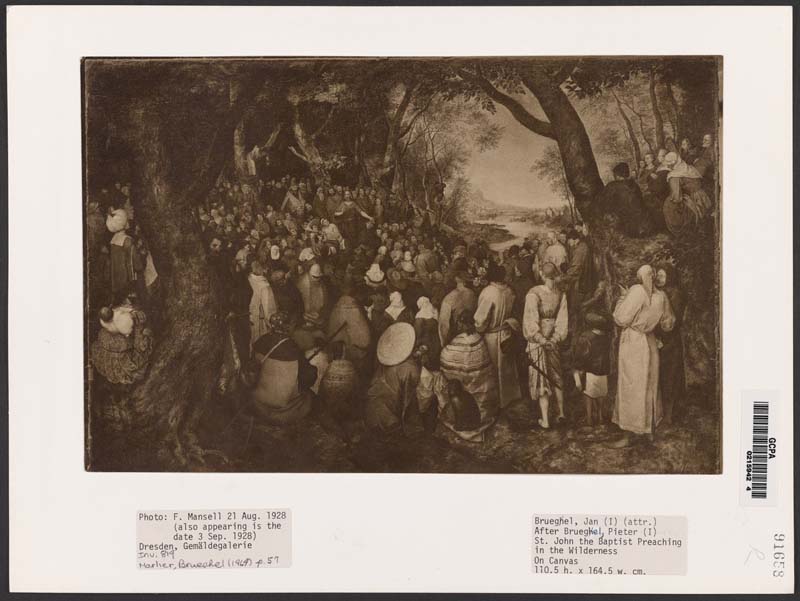 Photo: F. Mansell 21 Aug. 1928
(also appearing is the
date 3 Sep. 1928)
Dresden, Gemäldegalerie
Inv. 819
Marlier, Brueghel (1969) p. 57
Brueghel, Jan (I) (attr.)
After Brueghel, Pieter (I)
St. John the Baptist Preaching
in the Wilderness
On Canvas
110.5 h. x 164.5 w. cm.
GCPA
0215942 4
91658